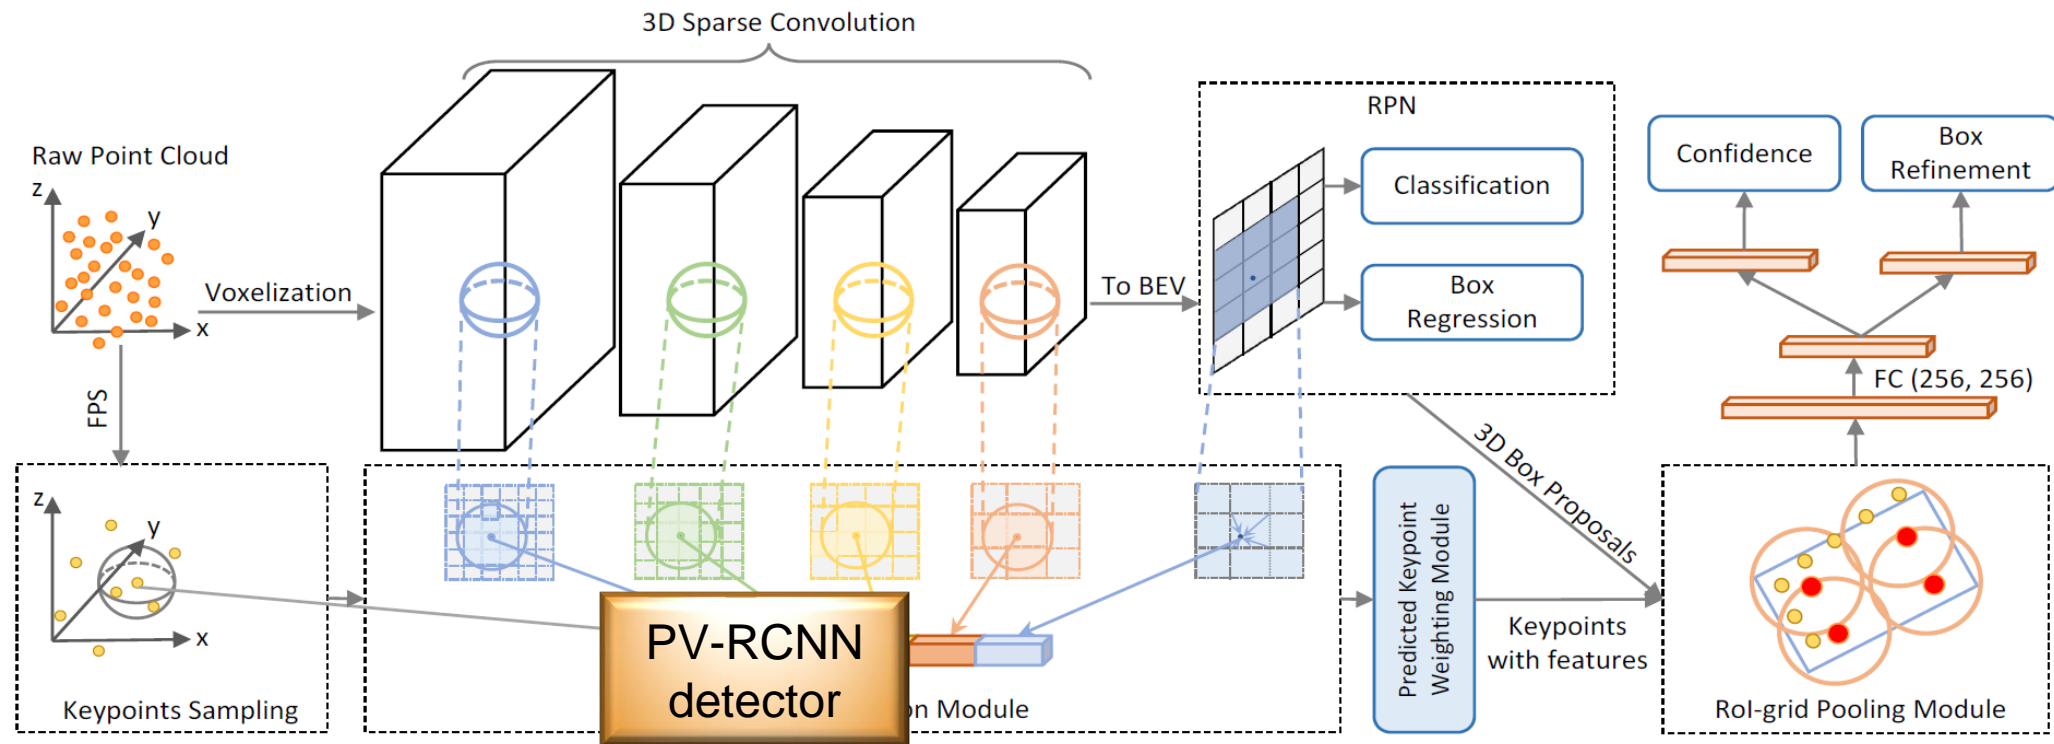 3D Sparse Convolution
RPN
Raw Point Cloud
z
y
x
Voxelization
To BEV
Classification
Box
Regression
Confidence
Box
Refinement
FC (256, 256)
FPS
3D Box Proposals
z
y
x
Keypoints Sampling
PV-RCNN
detector
on Module
Predicted Keypoint
Weighting Module
Keypoints
with features
RoI-grid Pooling Module